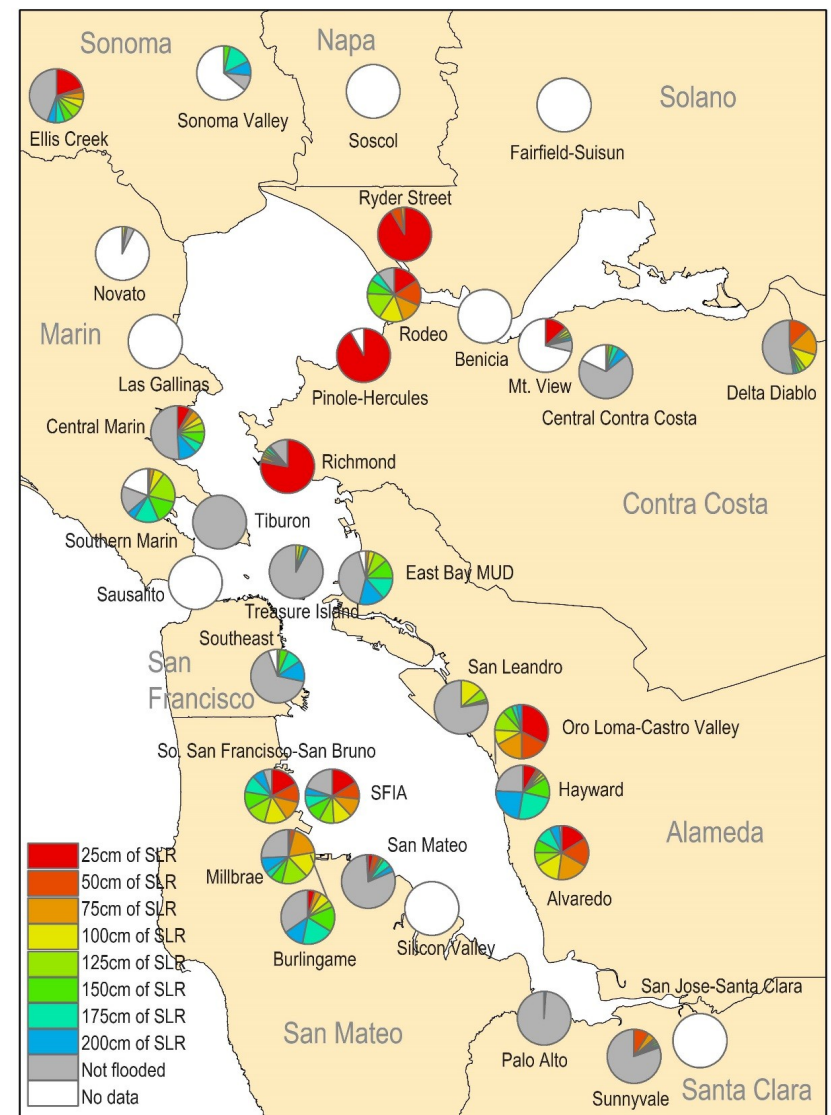 Sonoma
Napa
Solano
Ellis Creek
Sonoma Valley
Soscol
Fairfield-Suisun
Ryder Street
Novato
Rodeo
Marin
Benicia
Las Gallinas
Mt. View
Pinole-Hercules
Delta Diablo
Central Contra Costa
Central Marin
Richmond
Contra Costa
Tiburon
Southern Marin
East Bay MUD
Sausalito
Treasure Island
Southeast
San
Francisco
San Leandro
Oro Loma-Castro Valley
So. San Francisco-San Bruno
SFIA
Hayward
Alameda
San Mateo
Millbrae
Alvaredo
Silicon Valley
Burlingame
25cm of SLR
50cm of SLR
75cm of SLR
100cm of SLR
125cm of SLR
150cm of SLR
175cm of SLR
200cm of SLR
Not flooded
No data
San Jose-Santa Clara
San Mateo
Palo Alto
Sunnyvale
Santa Clara